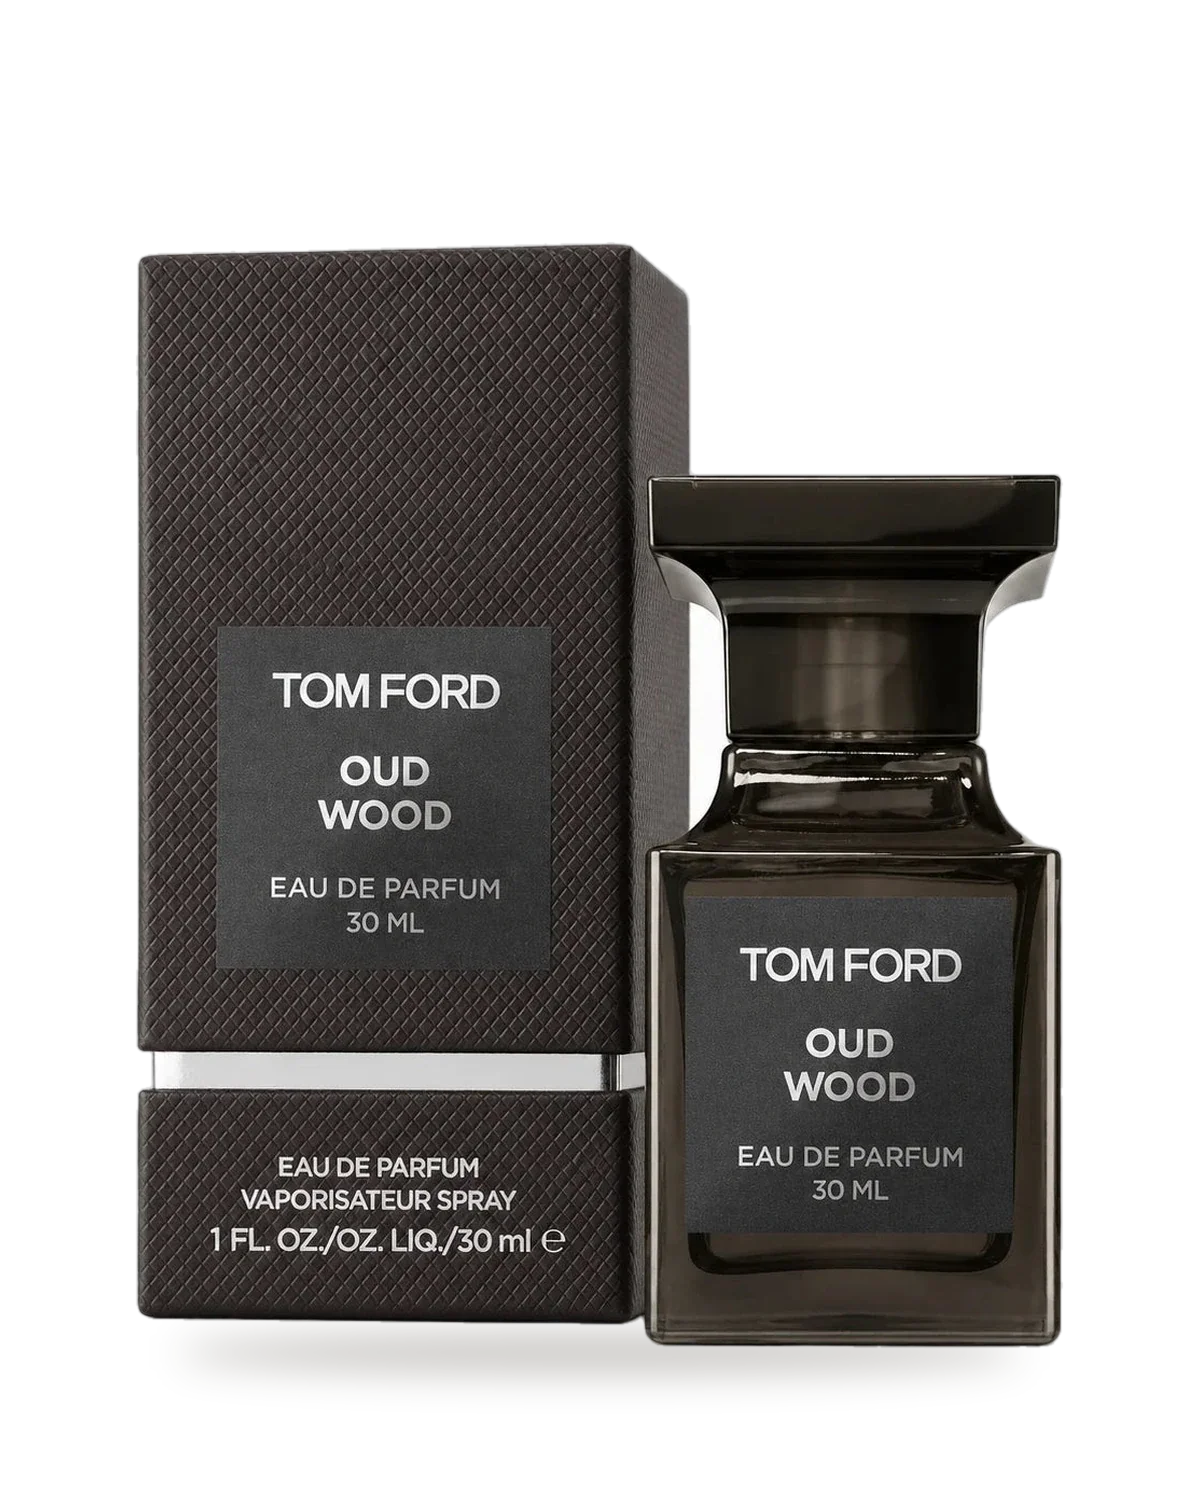 TOM FORD
OUD
WOOD
EAU DE PARFUM
30 ML
EAU DE PARFUM
VAPORISATEUR SPRAY
1 FL. OZ./OZ. LIQ./30 ml ℮
TOM FORD
OUD
WOOD
EAU DE PARFUM
30 ML